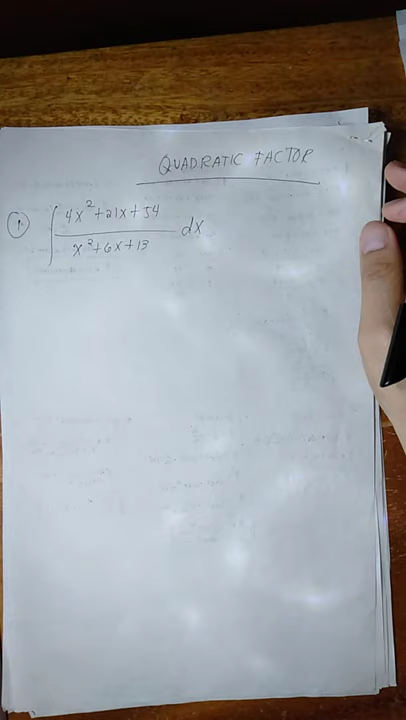 QUADRATIC FACTOR
1. ∫ 4x²+21x+54 / x²+6x+13 dx